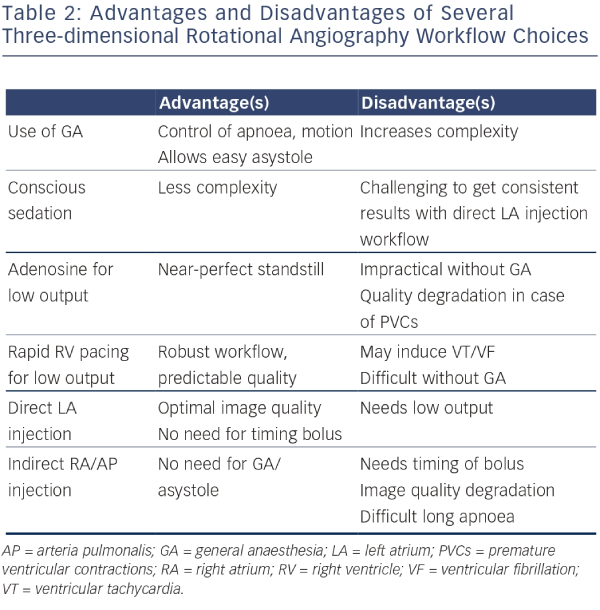 Table 2: Advantages and Disadvantages of Several
Three-dimensional Rotational Angiography Workflow Choices
Advantage(s) Disadvantage(s)
Use of GA Control of apnoea, motion Increases complexity
Allows easy asystole
Conscious Less complexity Challenging to get consistent
sedation results with direct LA injection
workflow
Adenosine for Near-perfect standstill Impractical without GA
low output Quality degradation in case
of PVCs
Rapid RV pacing Robust workflow, May induce VT/VF
for low output predictable quality Difficult without GA
Direct LA Optimal image quality Needs low output
injection No need for timing bolus
Indirect RA/AP No need for GA/ Needs timing of bolus
injection asystole Image quality degradation
Difficult long apnoea
AP = arteria pulmonalis; GA = general anaesthesia; LA = left atrium; PVCs = premature
ventricular contractions; RA = right atrium; RV = right ventricle; VF = ventricular fibrillation;
VT = ventricular tachycardia.